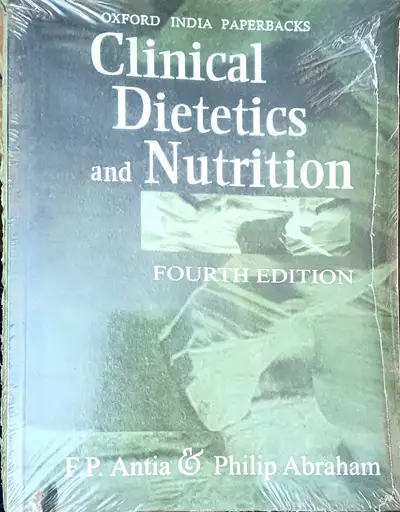 OXFORD INDIA PAPERBACKS
Clinical
Dietetics
and Nutrition
FOURTH EDITION
F.P. Antia & Philip Abraham